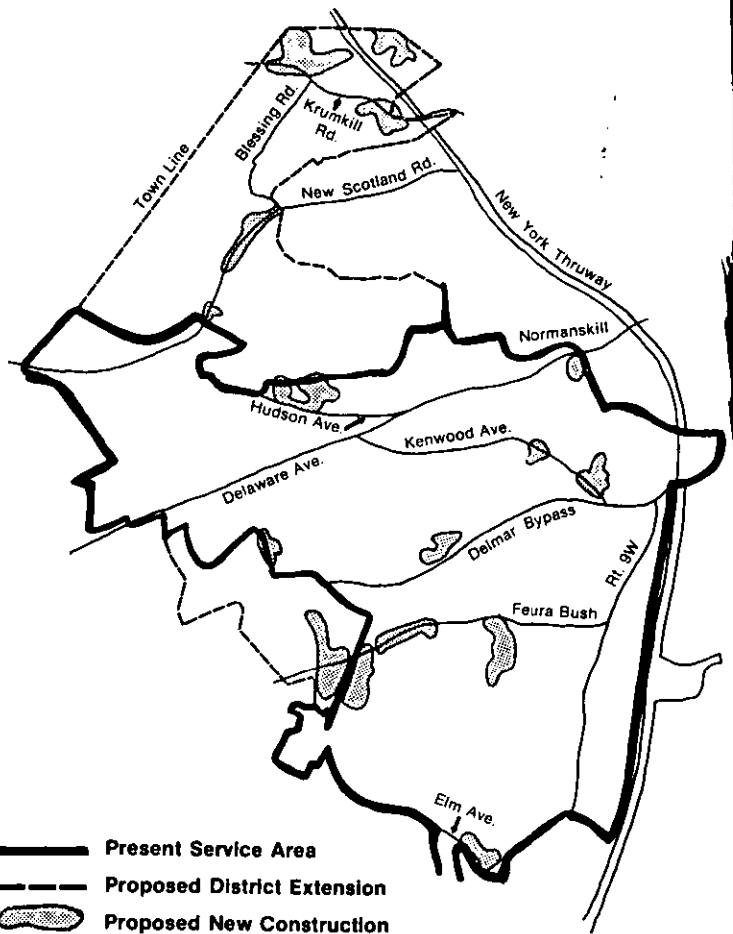 Blessing Rd.
Krumkill
Rd.
Town Line
New Scotland Rd.
New York Thruway
Normanskill
Hudson Ave.
Kenwood Ave.
Delaware Ave.
Delmar Bypass
Rt. 9W
Feura Bush
Elm Ave.
Present Service Area
Proposed District Extension
Proposed New Construction